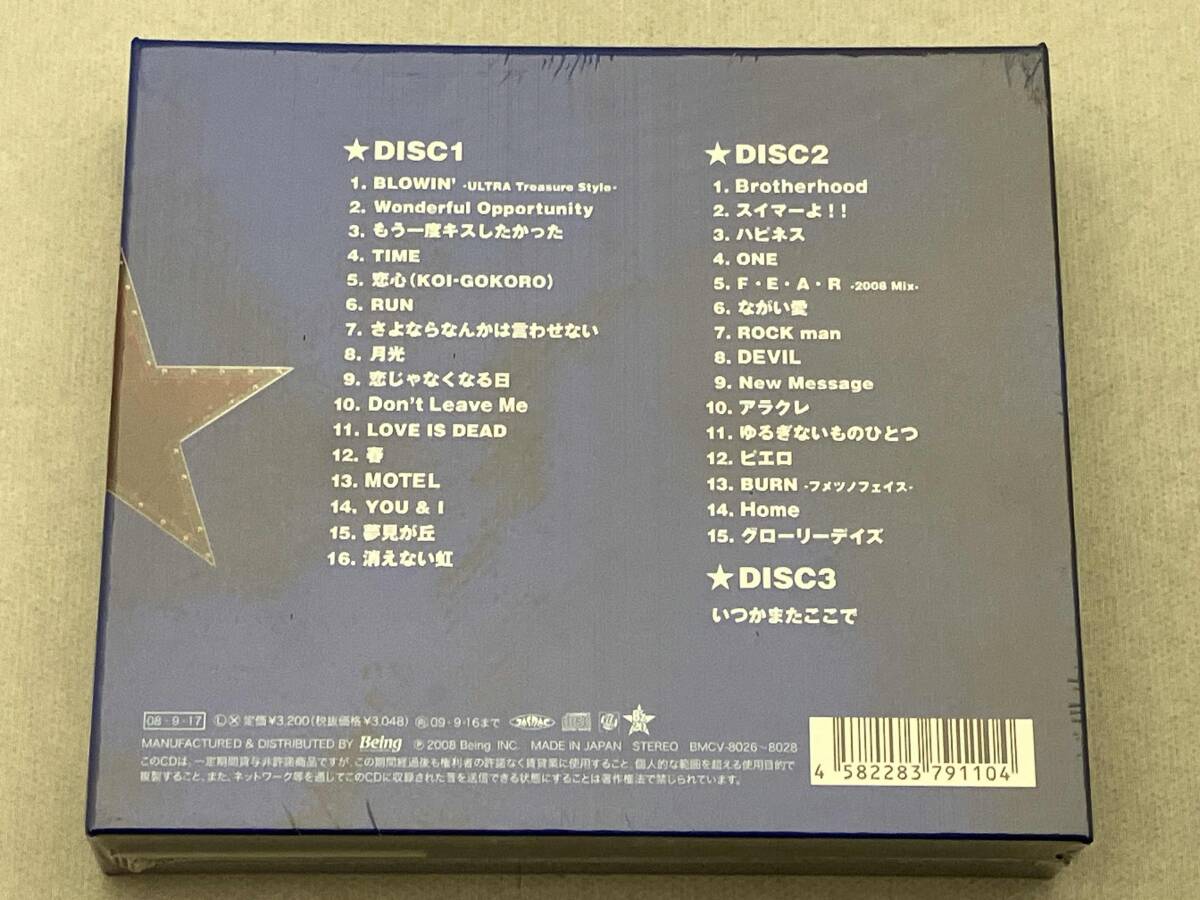 ★DISC1
1. BLOWIN' -ULTRA Treasure Style-
2. Wonderful Opportunity
3. もう一度キスしたかった
4. TIME
5. 恋心(KOI-GOKORO)
6. RUN
7. さよならなんかは言わせない
8. 月光
9. 恋じゃなくなる日
10. Don't Leave Me
11. LOVE IS DEAD
12. 春
13. MOTEL
14. YOU & I
15. 夢見が丘
16. 消えない虹
★DISC2
1. Brotherhood
2. スイマーよ!!
3. ハピネス
4. ONE
5. F・E・A・R -2008 Mix-
6. ながい愛
7. ROCK man
8. DEVIL
9. New Message
10. アラクレ
11. ゆるぎないものひとつ
12. ピエロ
13. BURN -フメツノフェイス-
14. Home
15. グローリーデイズ
★DISC3
いつかまたここで
08・9・17 Ⓛ 定価¥3,200(税抜価格¥3,048) 09・9・16まで
MANUFACTURED & DISTRIBUTED BY Being ℗2008 Being INC. MADE IN JAPAN STEREO BMCV-8026~8028
このCDは、一定期間貸与非許諾商品ですが、この期間経過後も権利者の許諾なく賃貸業に使用すること、個人的な範囲を超える使用目的で
複製すること、また、ネットワーク等を通じてこのCDに収録された音を送信できる状態にすることは著作権法で禁じられています。
4 582283 791104